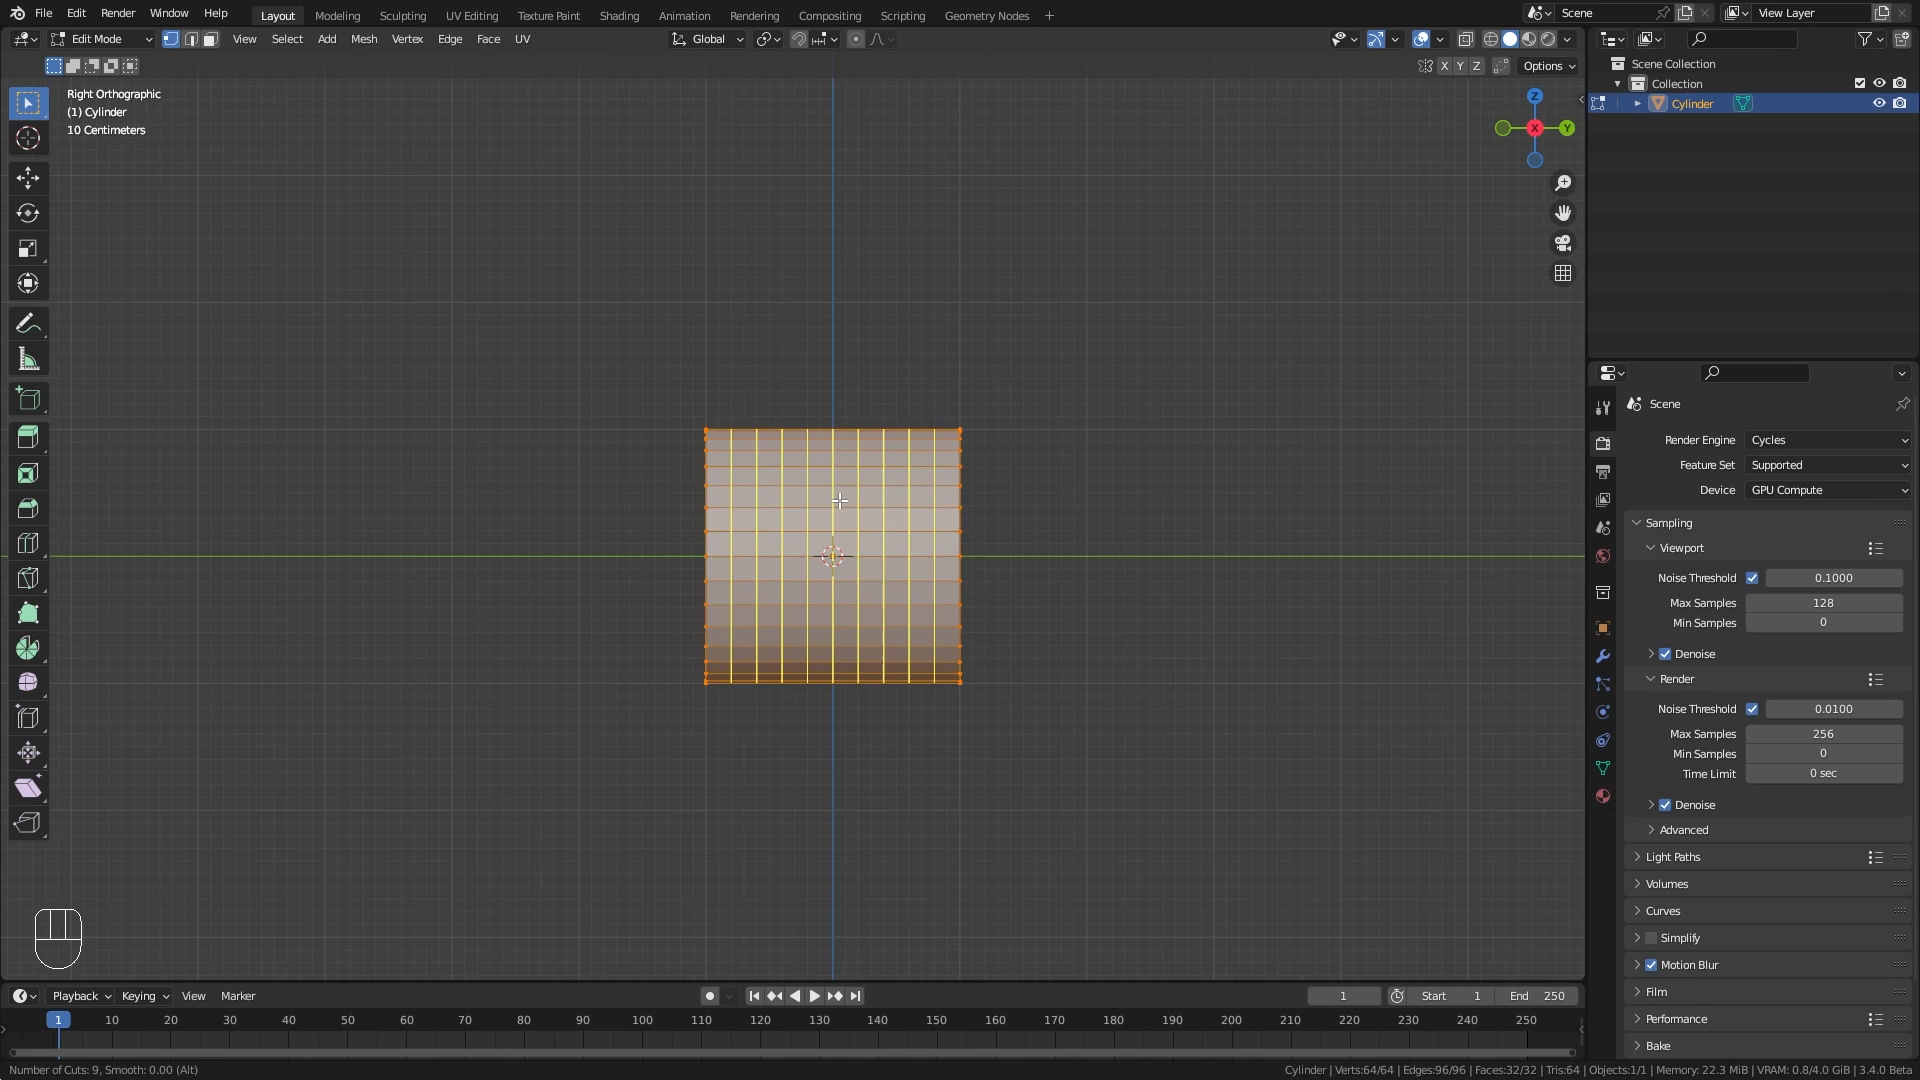 File Edit Render Window Help Layout Modeling Sculpting UV Editing Texture Paint Shading Animation Rendering Compositing Scripting Geometry Nodes + Scene View Layer
Edit Mode View Select Add Mesh Vertex Edge Face UV Global
X Y Z Options
Right Orthographic
(1) Cylinder
10 Centimeters
Z
X Y
Scene Collection
Collection
Cylinder
Scene
Render Engine Cycles
Feature Set Supported
Device GPU Compute
Sampling
Viewport
Noise Threshold 0.1000
Max Samples 128
Min Samples 0
Denoise
Render
Noise Threshold 0.0100
Max Samples 256
Min Samples 0
Time Limit 0 sec
Denoise
Advanced
Light Paths
Volumes
Curves
Simplify
Motion Blur
Film
Performance
Bake
Playback Keying View Marker 1 Start 1 End 250
1 10 20 30 40 50 60 70 80 90 100 110 120 130 140 150 160 170 180 190 200 210 220 230 240 250
Number of Cuts: 9, Smooth: 0.00 (Alt) Cylinder | Verts:64/64 | Edges:96/96 | Faces:32/32 | Tris:64 | Objects:1/1 | Memory: 22.3 MiB | VRAM: 0.8/4.0 GiB | 3.4.0 Beta